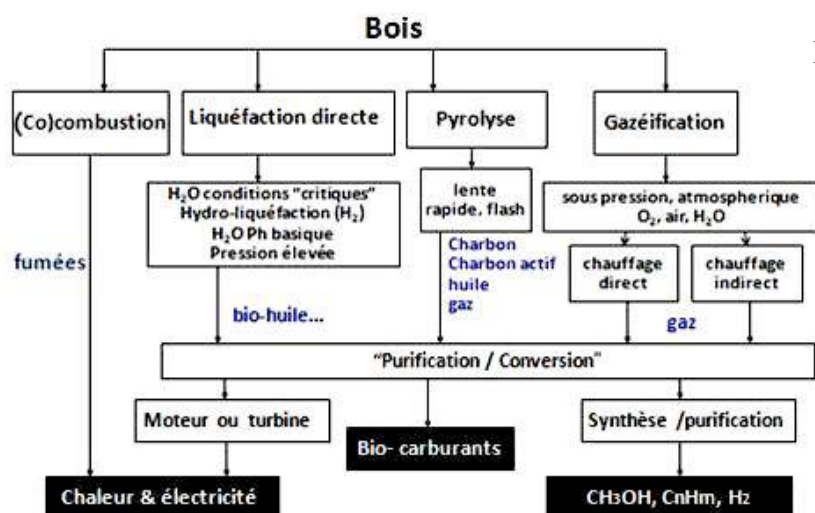 Bois
(Co)combustion
Liquéfaction directe
Pyrolyse
Gazéification
H₂O conditions "critiques"
Hydro-liquéfaction (H₂)
H₂O Ph basique
Pression élevée
lente
rapide, flash
sous pression, atmospherique
O₂, air, H₂O
fumées
Charbon
Charbon actif
huile
gaz
chauffage
direct
chauffage
indirect
bio-huile...
gaz
"Purification / Conversion"
Moteur ou turbine
Bio- carburants
Synthèse /purification
Chaleur & électricité
CH3OH, CnHm, H₂